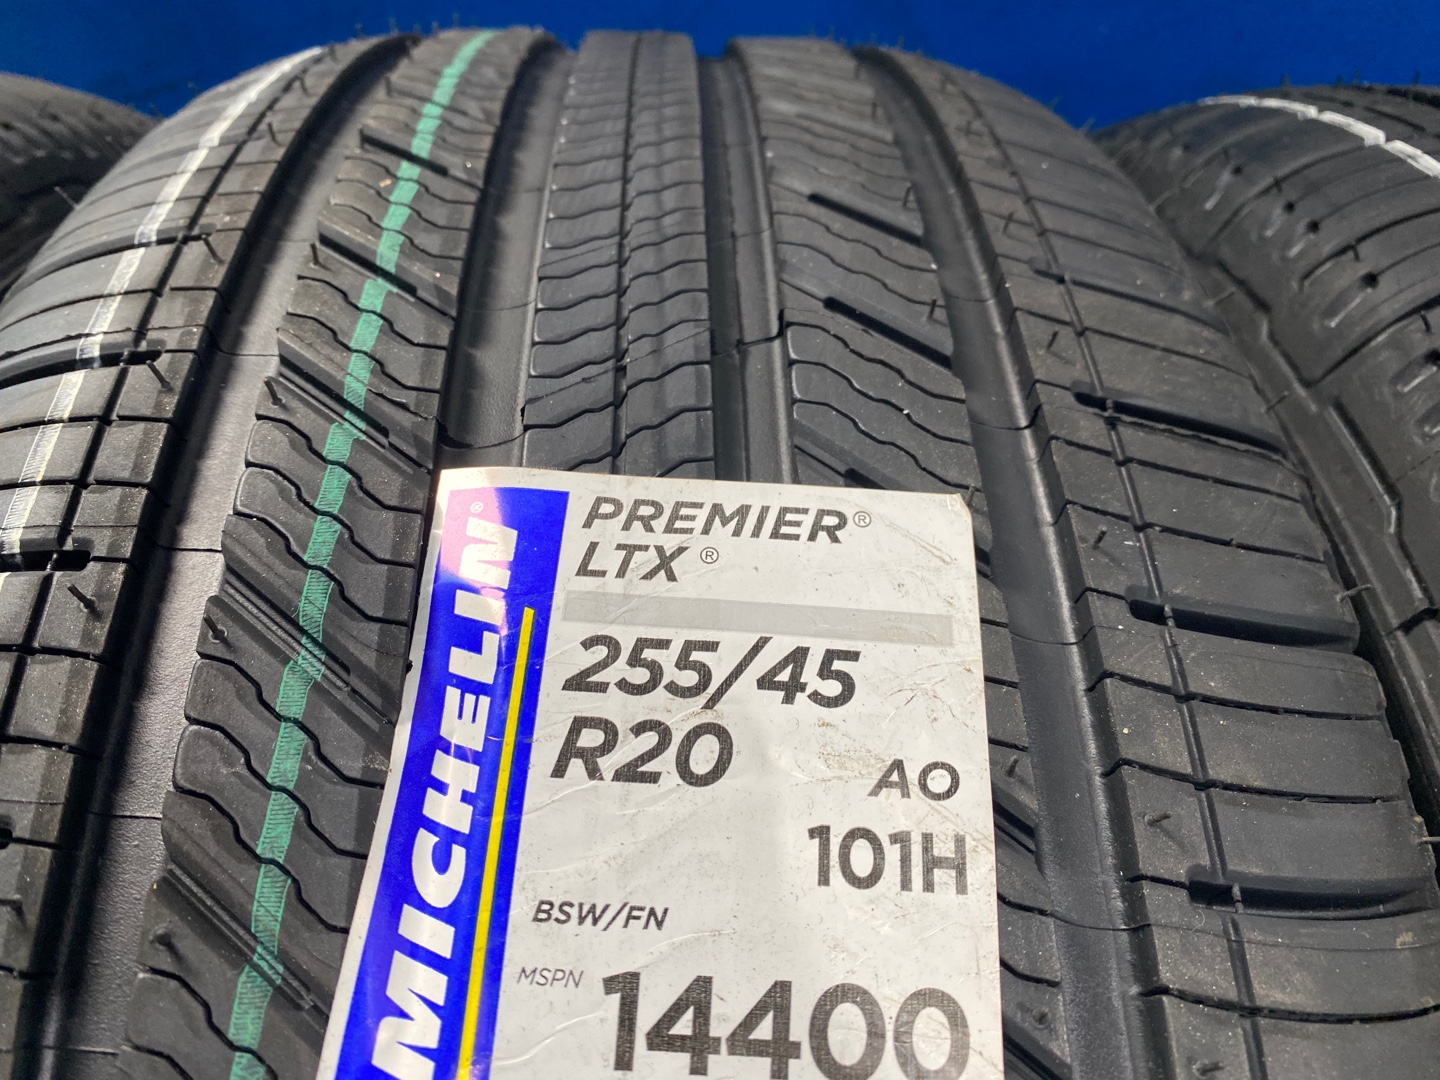 MICHELIN®
PREMIER®
LTX®
255/45
R20
AO
101H
BSW/FN
MSPN 14400